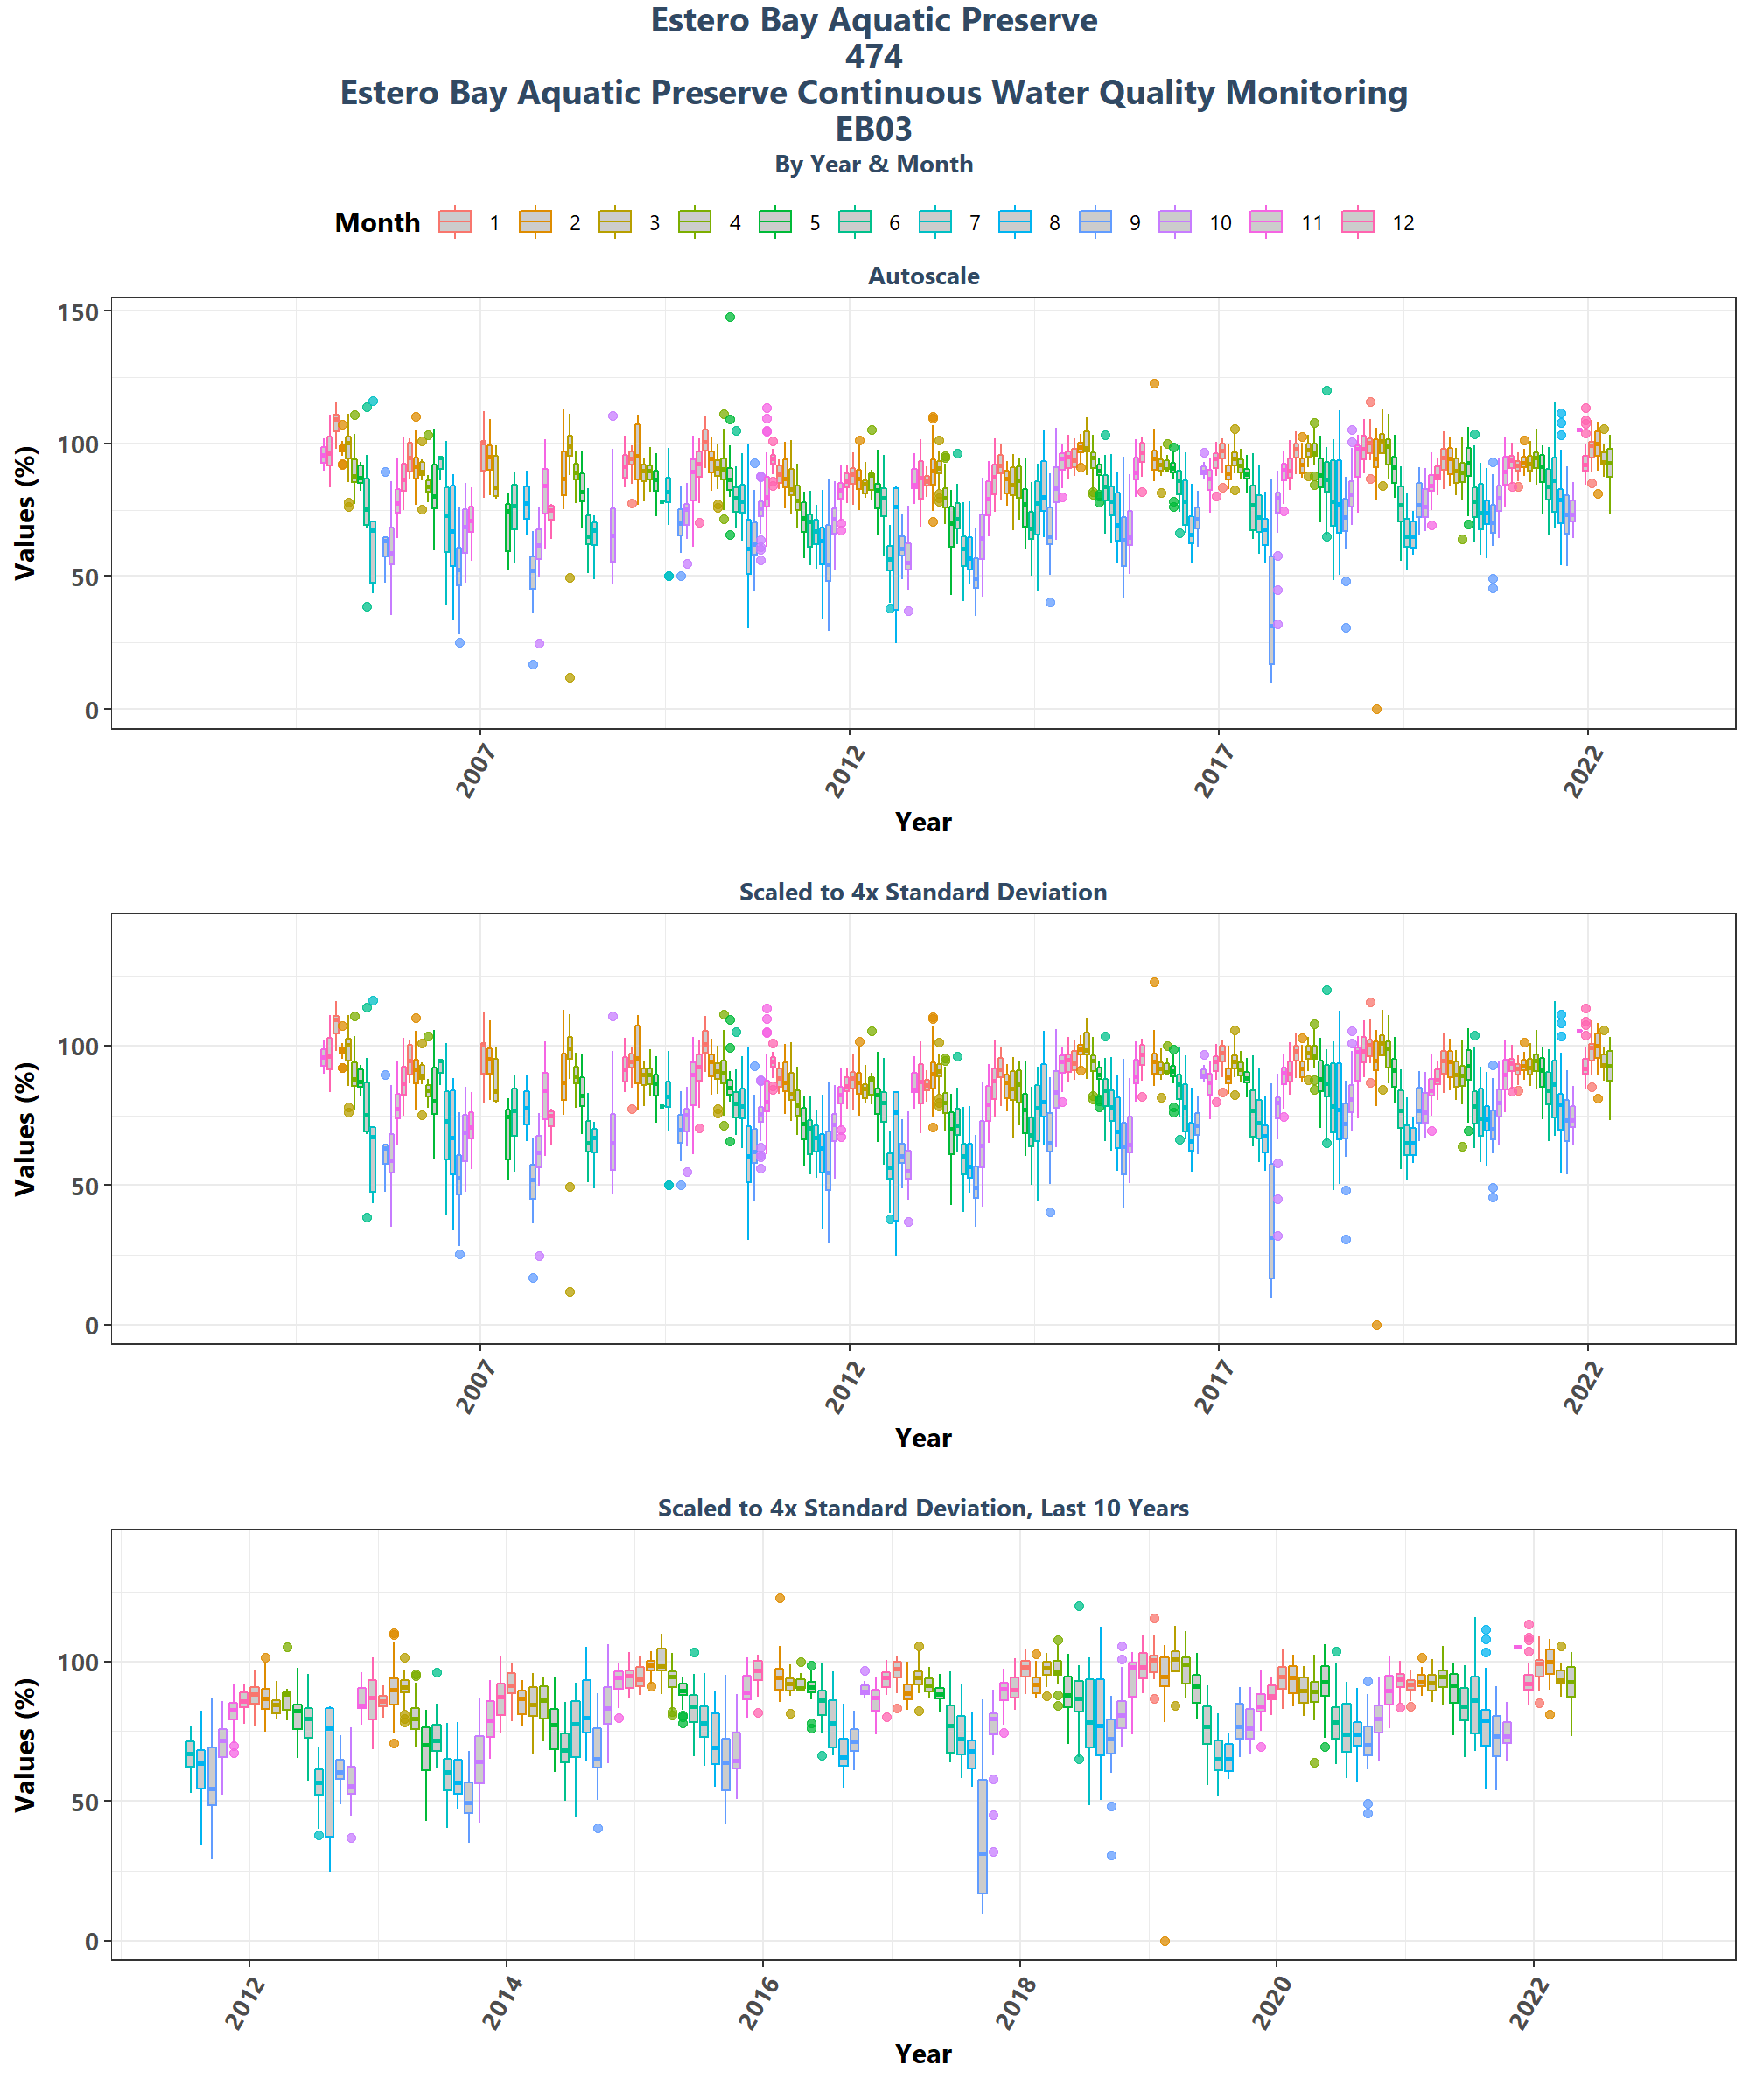 Estero Bay Aquatic Preserve
474
Estero Bay Aquatic Preserve Continuous Water Quality Monitoring
EB03
By Year & Month
Month 1 2 3 4 5 6 7 8 9 10 11 12
Autoscale
Values (%)
150
100
50
0
2007 2012 2017 2022
Year
Scaled to 4x Standard Deviation
Values (%)
100
50
0
2007 2012 2017 2022
Year
Scaled to 4x Standard Deviation, Last 10 Years
Values (%)
100
50
0
2012 2014 2016 2018 2020 2022
Year